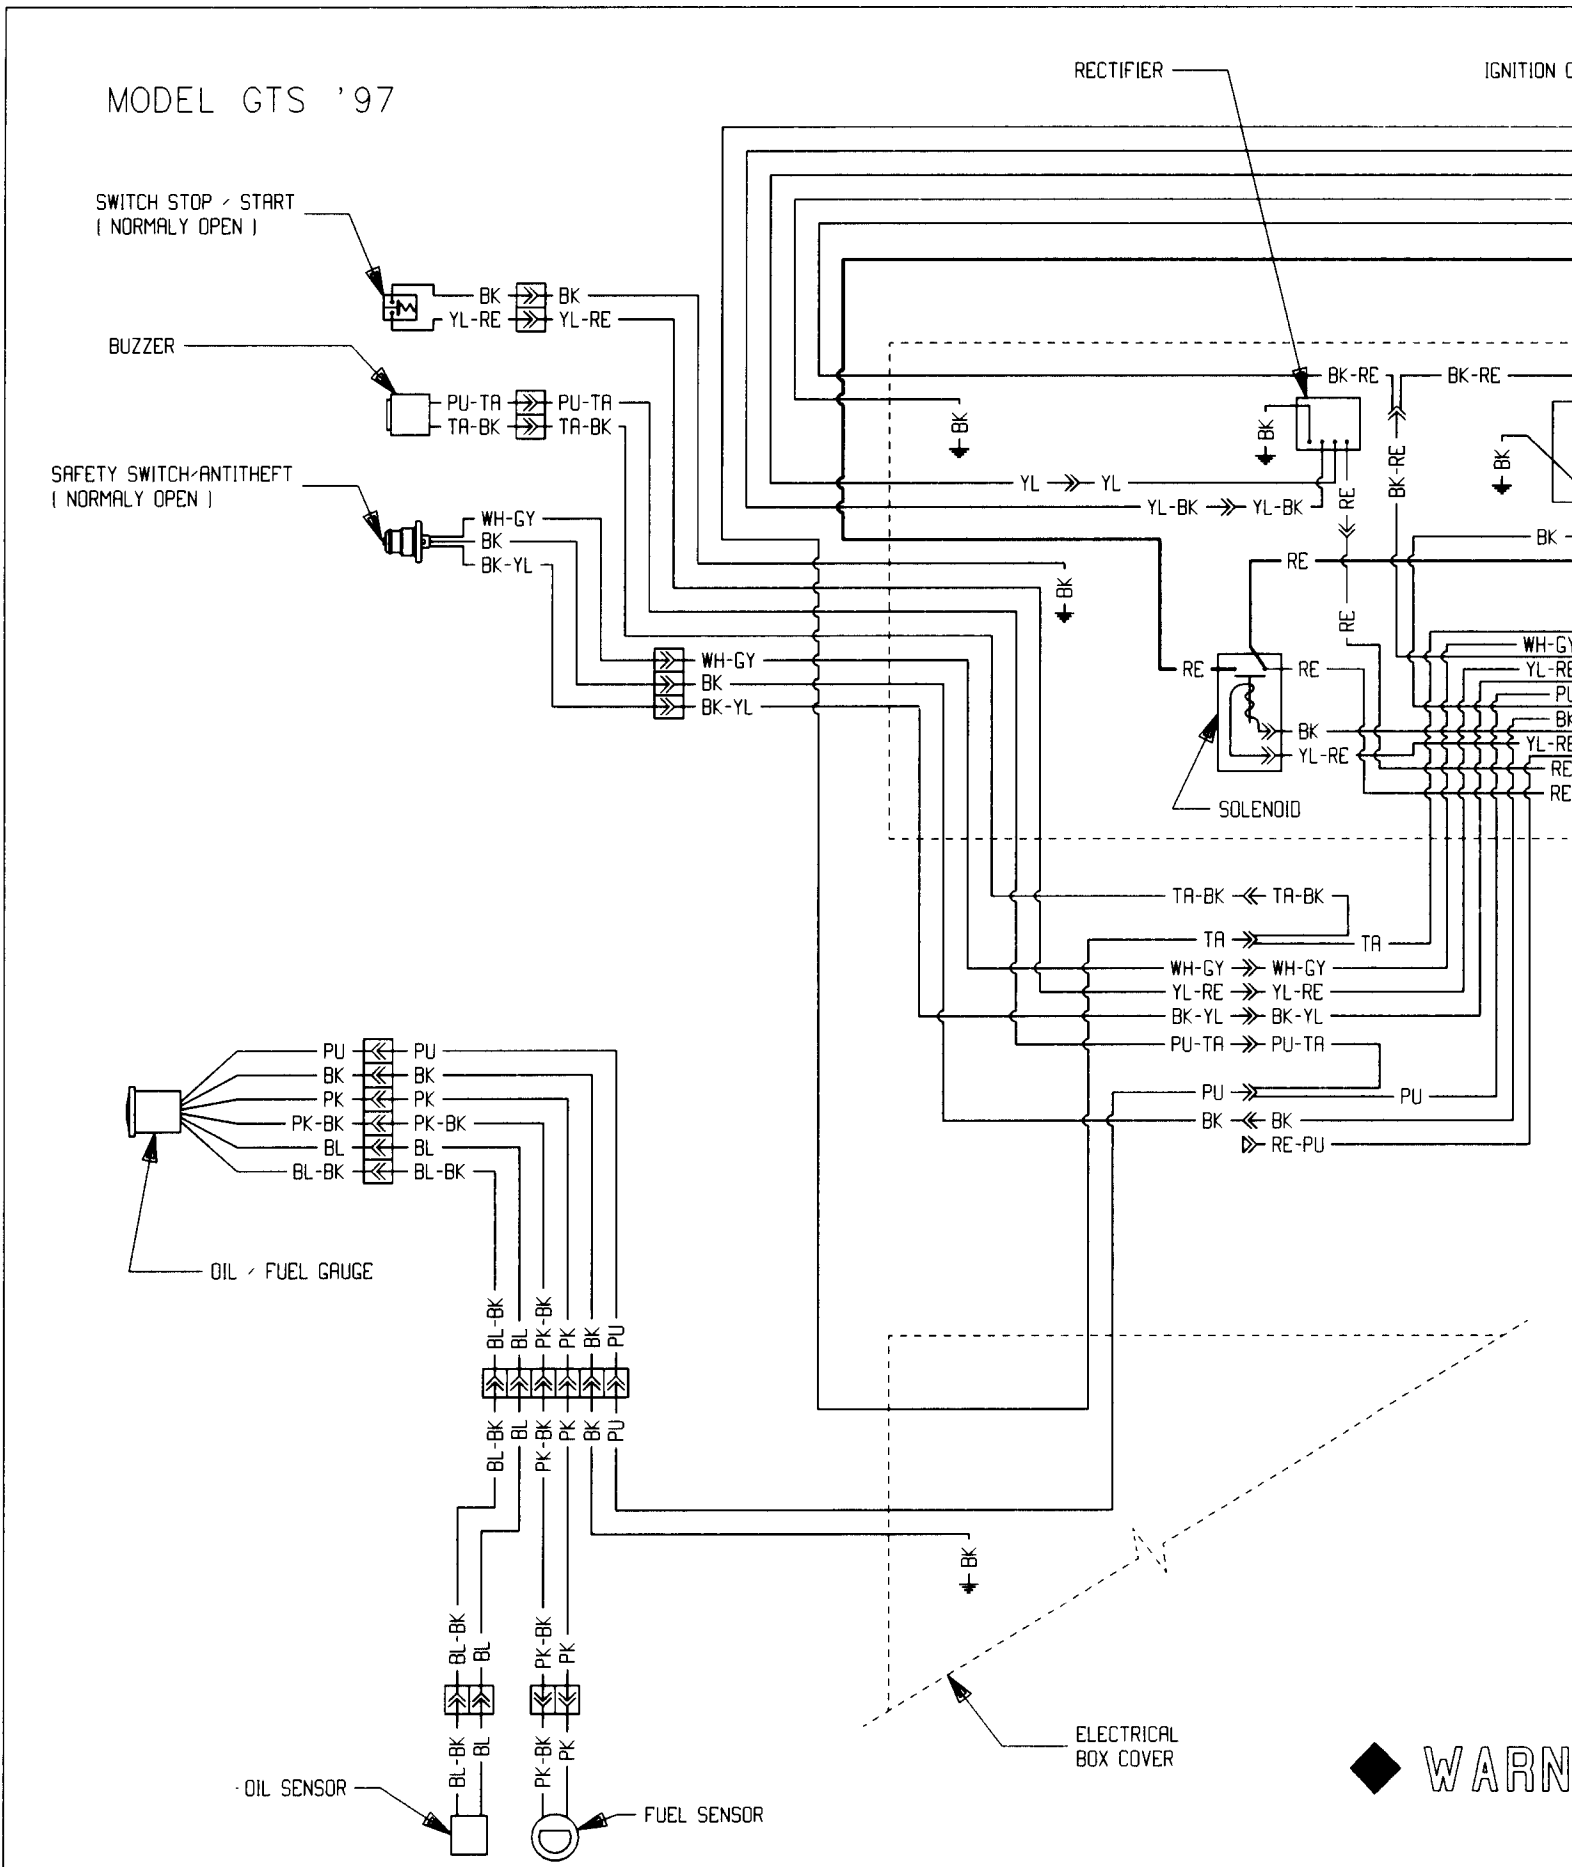 RECTIFIER
IGNITION C
MODEL GTS '97
SWITCH STOP / START
( NORMALY OPEN )
BK BK
YL-RE YL-RE
BUZZER
BK-RE BK-RE
PU-TA PU-TA
TA-BK TA-BK
BK
BK
BK-RE
BK
SAFETY SWITCH/ANTITHEFT
( NORMALY OPEN )
YL YL
RE
YL-BK YL-BK
WH-GY
BK
BK-YL
BK
RE
BK
RE
WH-GY
BK
BK-YL
RE RE
WH-GY
YL-RE
PU
BK
BK
YL-RE
YL-RE
RE
RE
SOLENOID
TA-BK TA-BK
TA TA
WH-GY WH-GY
YL-RE YL-RE
BK-YL BK-YL
PU-TA PU-TA
PU PU
BK BK
RE-PU
PU PU
BK BK
PK PK
PK-BK PK-BK
BL BL
BL-BK BL-BK
OIL / FUEL GAUGE
BL-BK BL PK-BK PK BK PU
BL-BK BL PK-BK PK BK PU
BK
BL-BK BL PK-BK PK
BL-BK BL PK-BK PK
ELECTRICAL
BOX COVER
WARN
OIL SENSOR
FUEL SENSOR